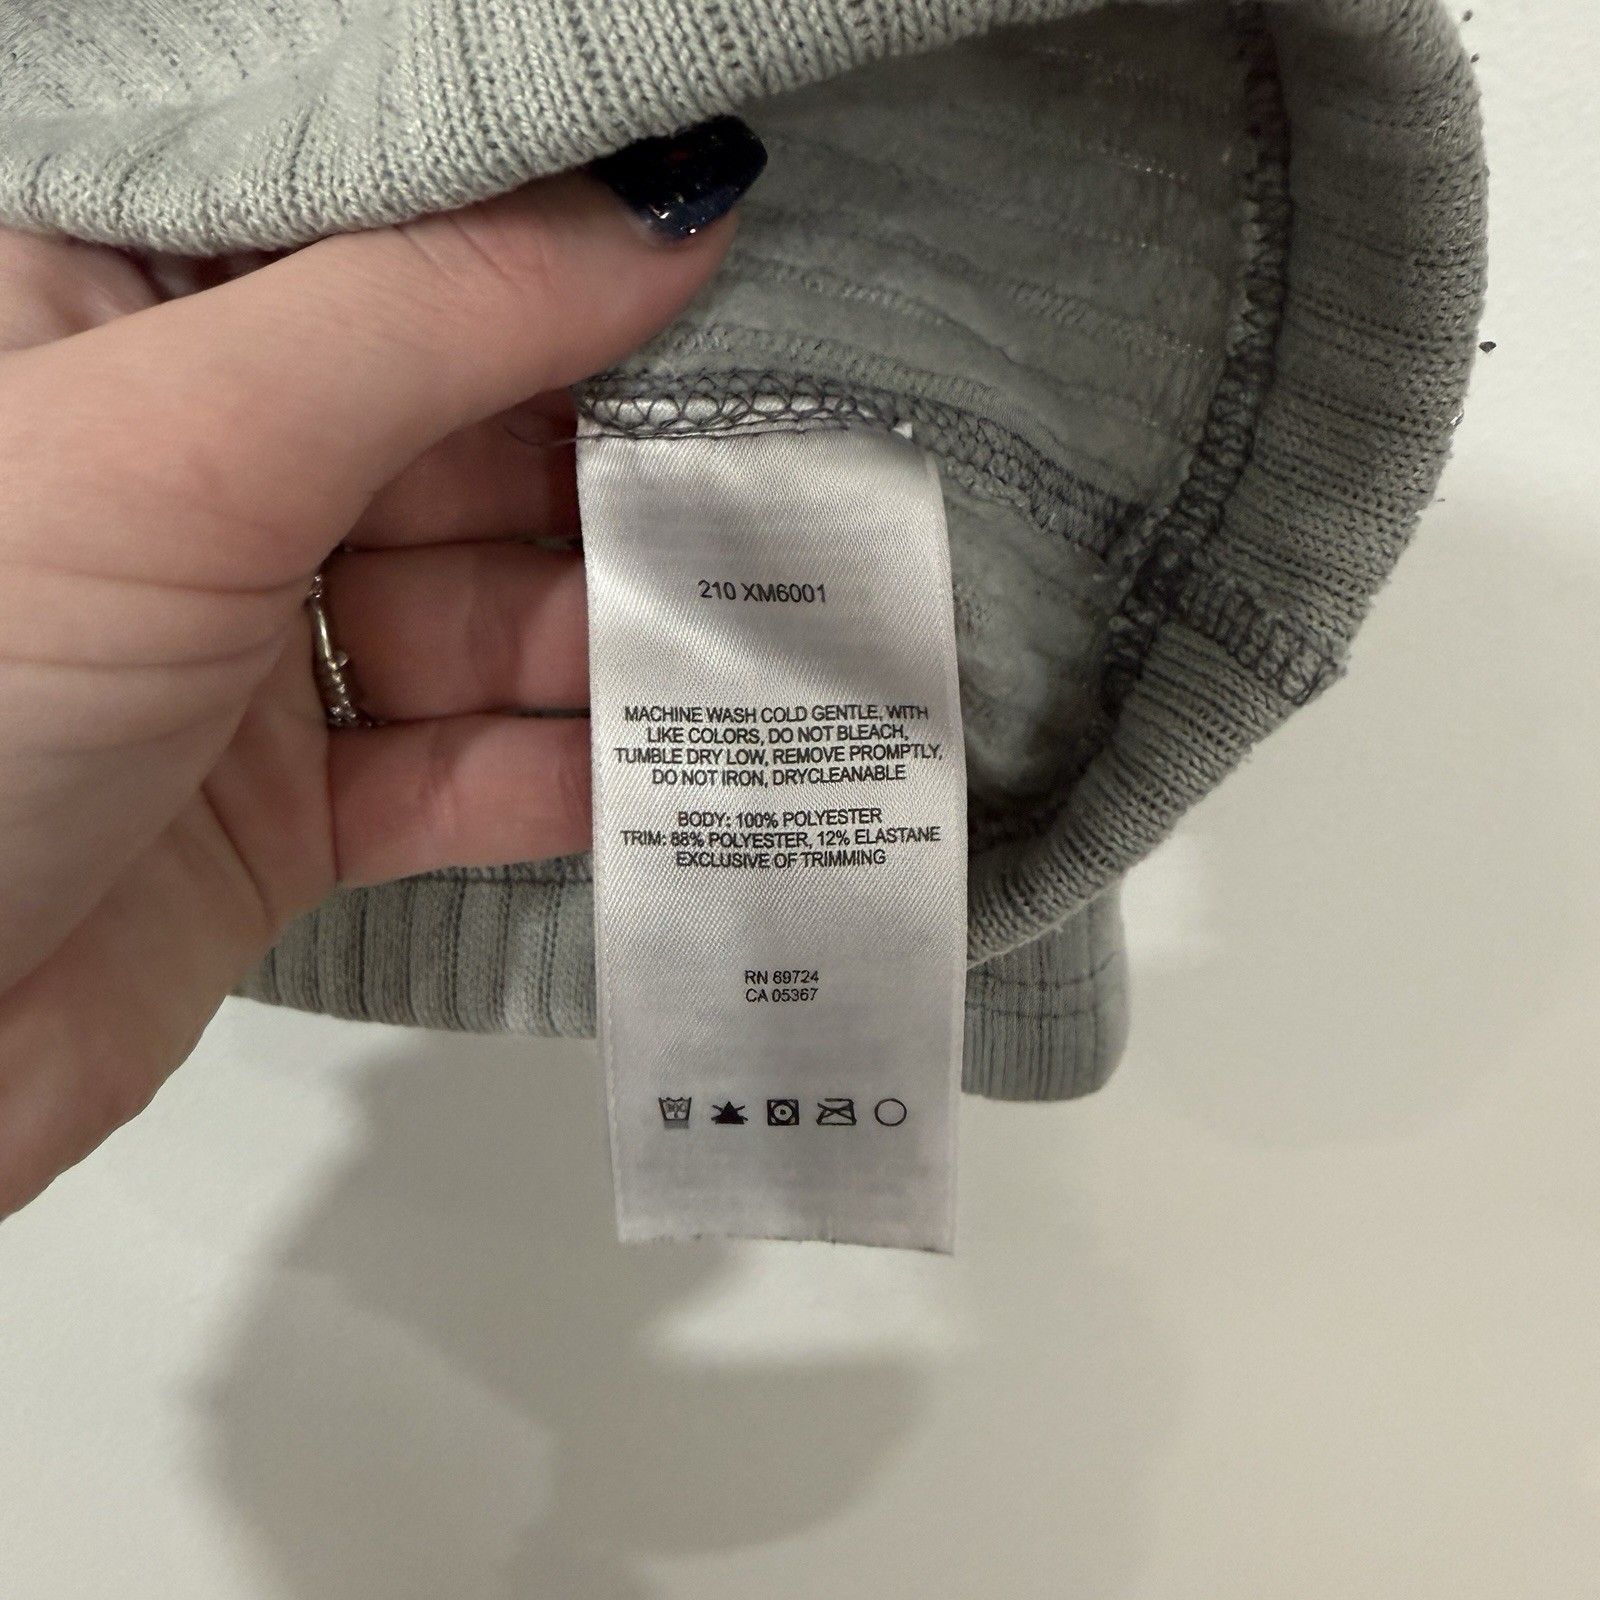 210 XM6001
MACHINE WASH COLD GENTLE, WITH
LIKE COLORS, DO NOT BLEACH,
TUMBLE DRY LOW, REMOVE PROMPTLY,
DO NOT IRON, DRYCLEANABLE
BODY: 100% POLYESTER
TRIM: 88% POLYESTER, 12% ELASTANE
EXCLUSIVE OF TRIMMING
RN 69724
CA 05367